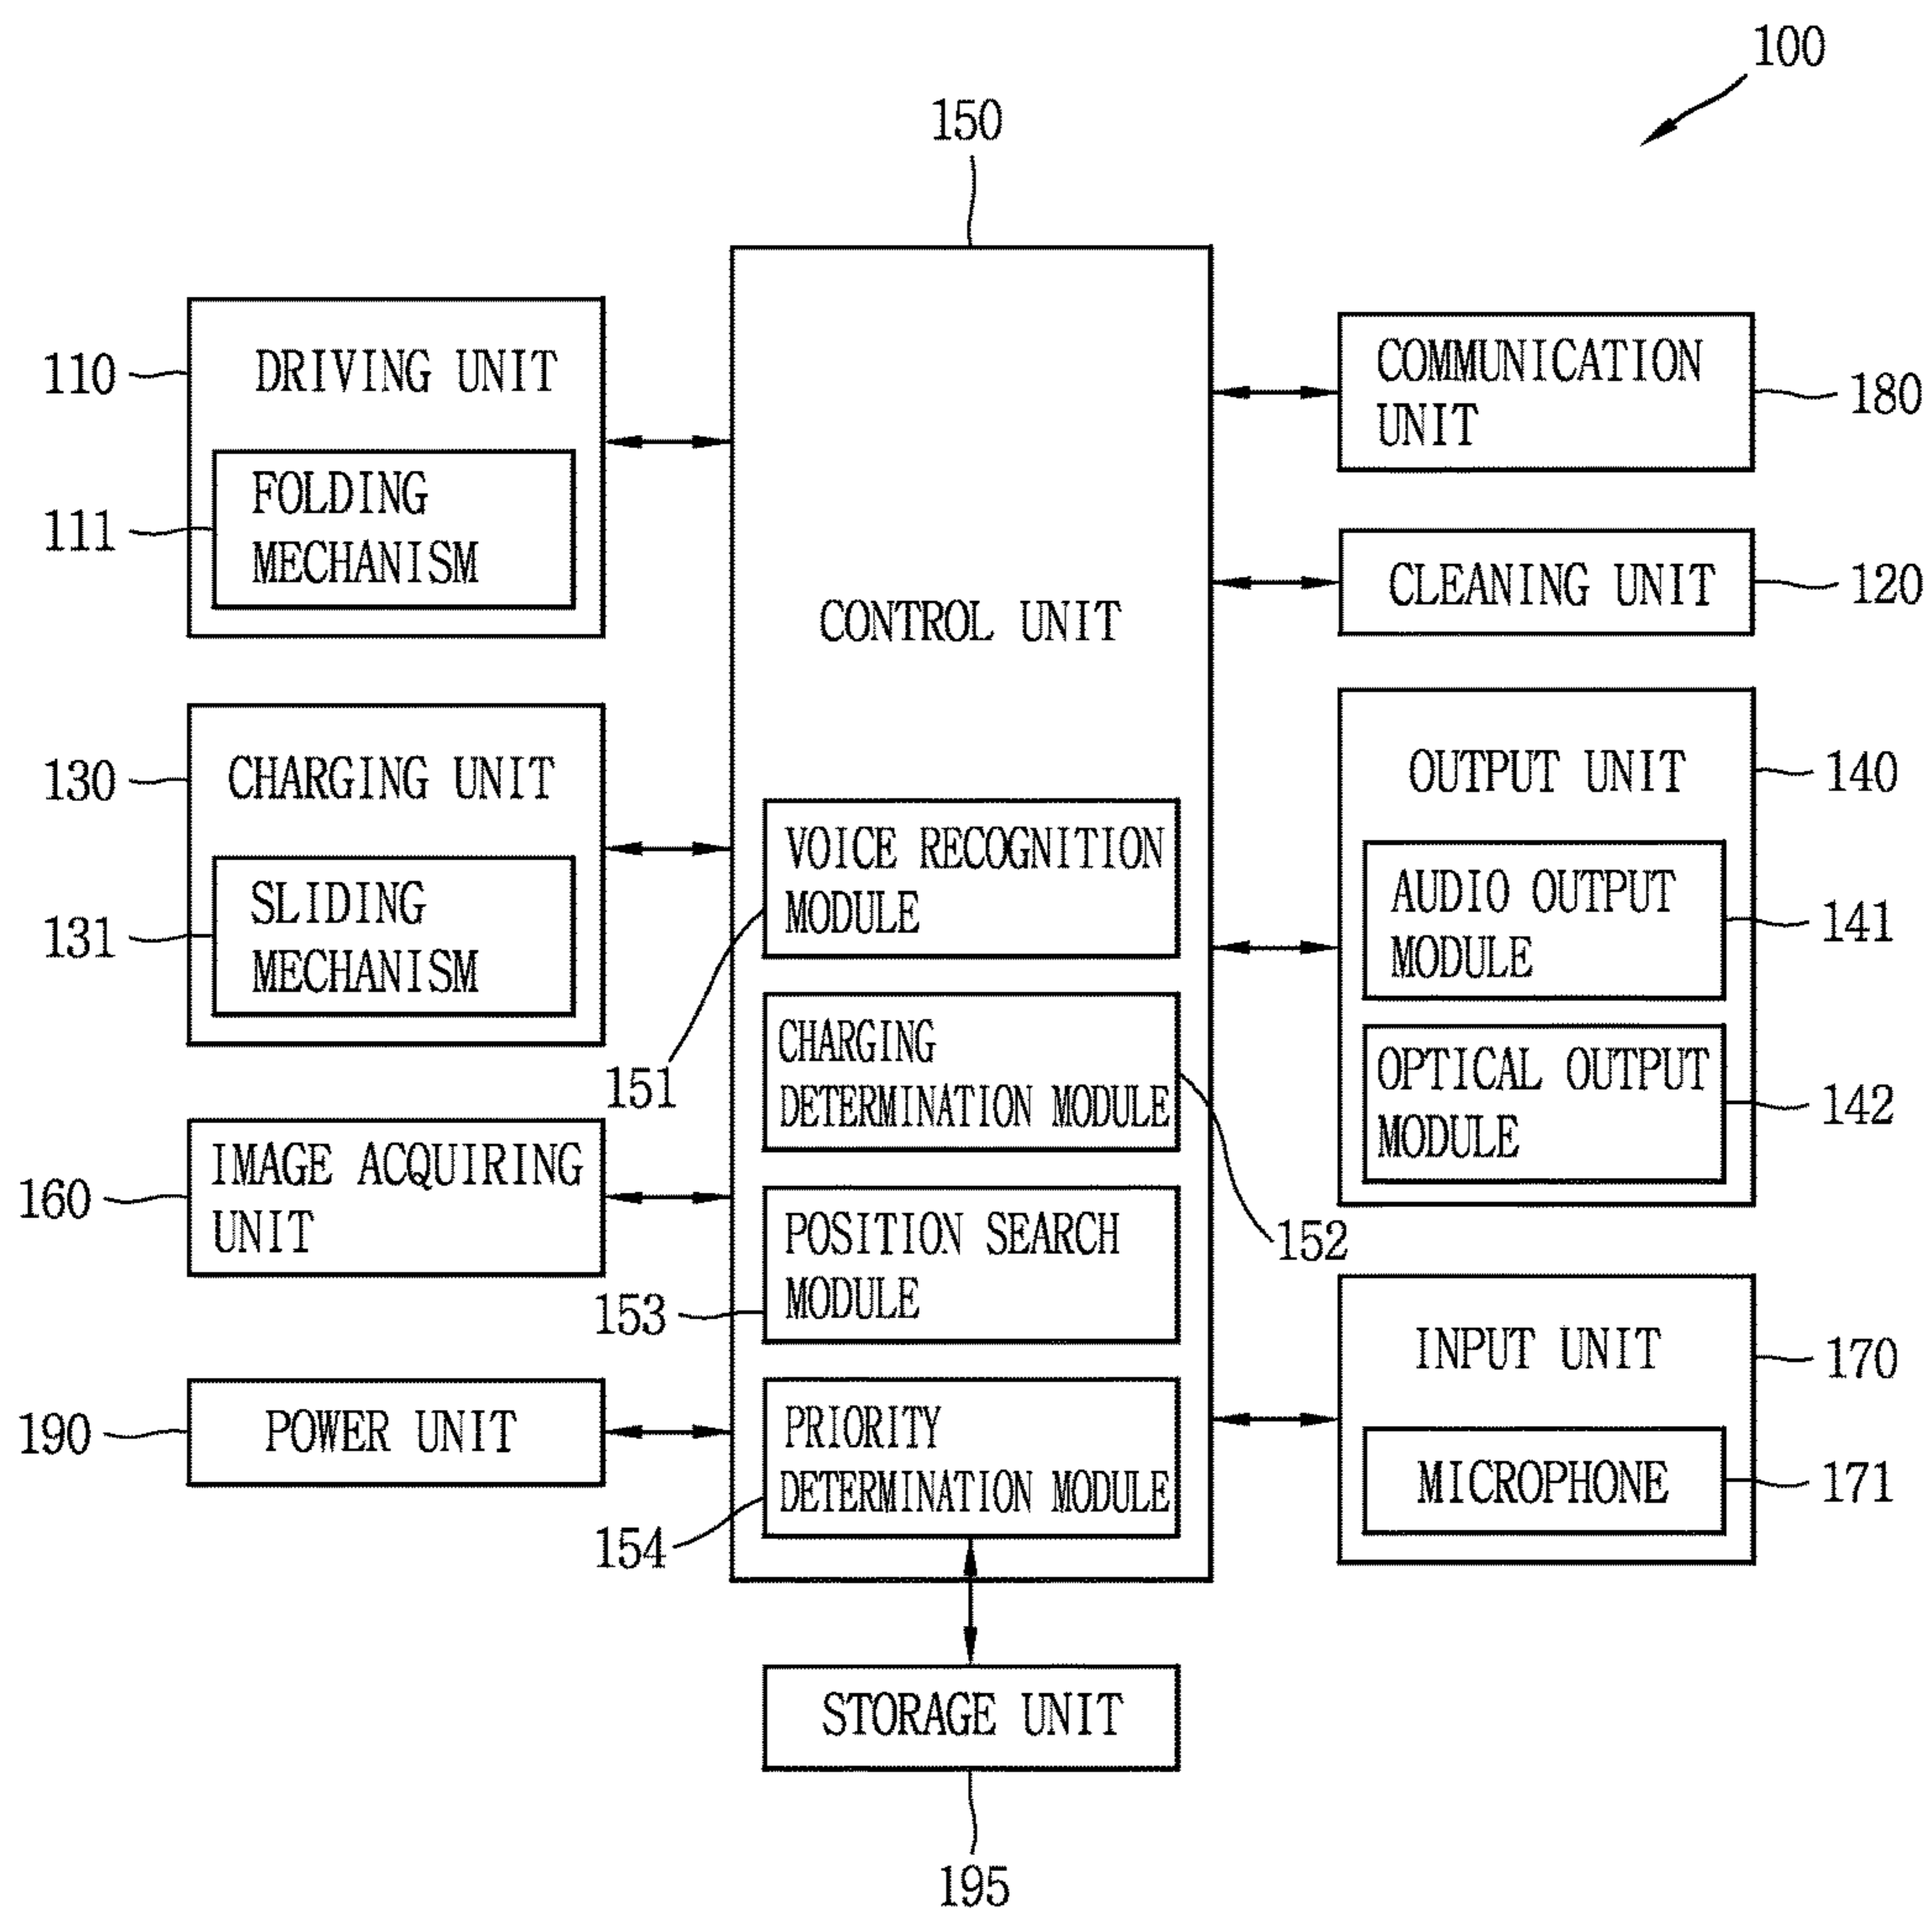 100
150
110
DRIVING UNIT
111
FOLDING
MECHANISM
130
CHARGING UNIT
131
SLIDING
MECHANISM
160
IMAGE ACQUIRING
UNIT
190
POWER UNIT
CONTROL UNIT
VOICE RECOGNITION
MODULE
151
CHARGING
DETERMINATION MODULE
152
POSITION SEARCH
MODULE
153
PRIORITY
DETERMINATION MODULE
154
STORAGE UNIT
195
COMMUNICATION
UNIT
180
CLEANING UNIT
120
OUTPUT UNIT
140
AUDIO OUTPUT
MODULE
141
OPTICAL OUTPUT
MODULE
142
INPUT UNIT
170
MICROPHONE
171